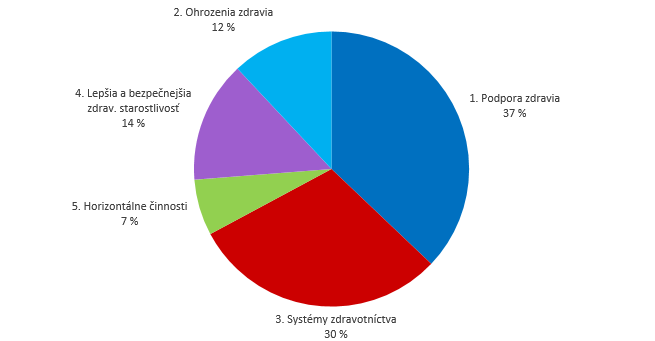 2. Ohrozenia zdravia
12 %
1. Podpora zdravia
37 %
4. Lepšia a bezpečnejšia
zdrav. starostlivosť
14 %
5. Horizontálne činnosti
7 %
3. Systémy zdravotníctva
30 %